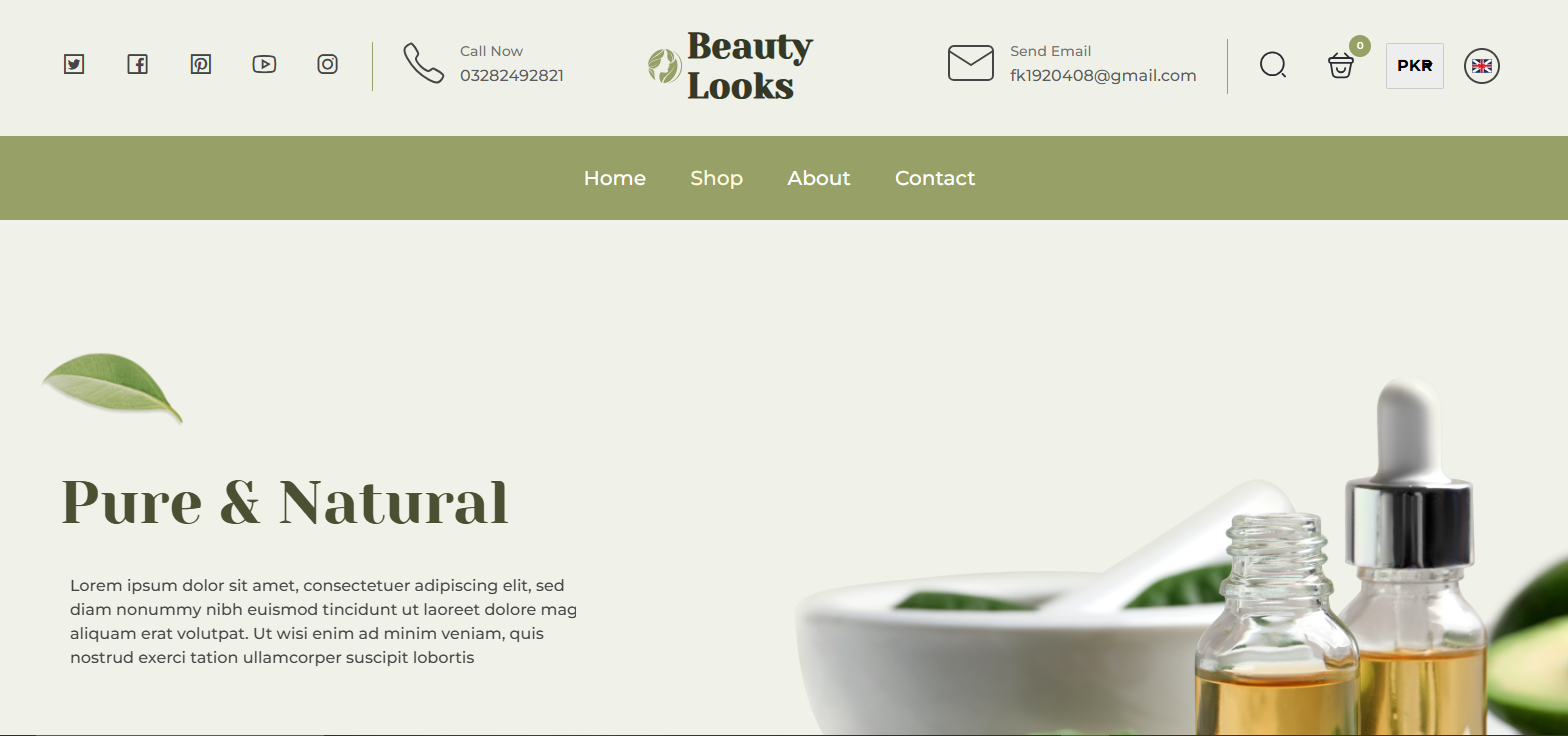 Call Now
03282492821
Beauty
Looks
Send Email
fk1920408@gmail.com
0
PKR
Home Shop About Contact
Pure & Natural
Lorem ipsum dolor sit amet, consectetuer adipiscing elit, sed
diam nonummy nibh euismod tincidunt ut laoreet dolore mag
aliquam erat volutpat. Ut wisi enim ad minim veniam, quis
nostrud exerci tation ullamcorper suscipit lobortis